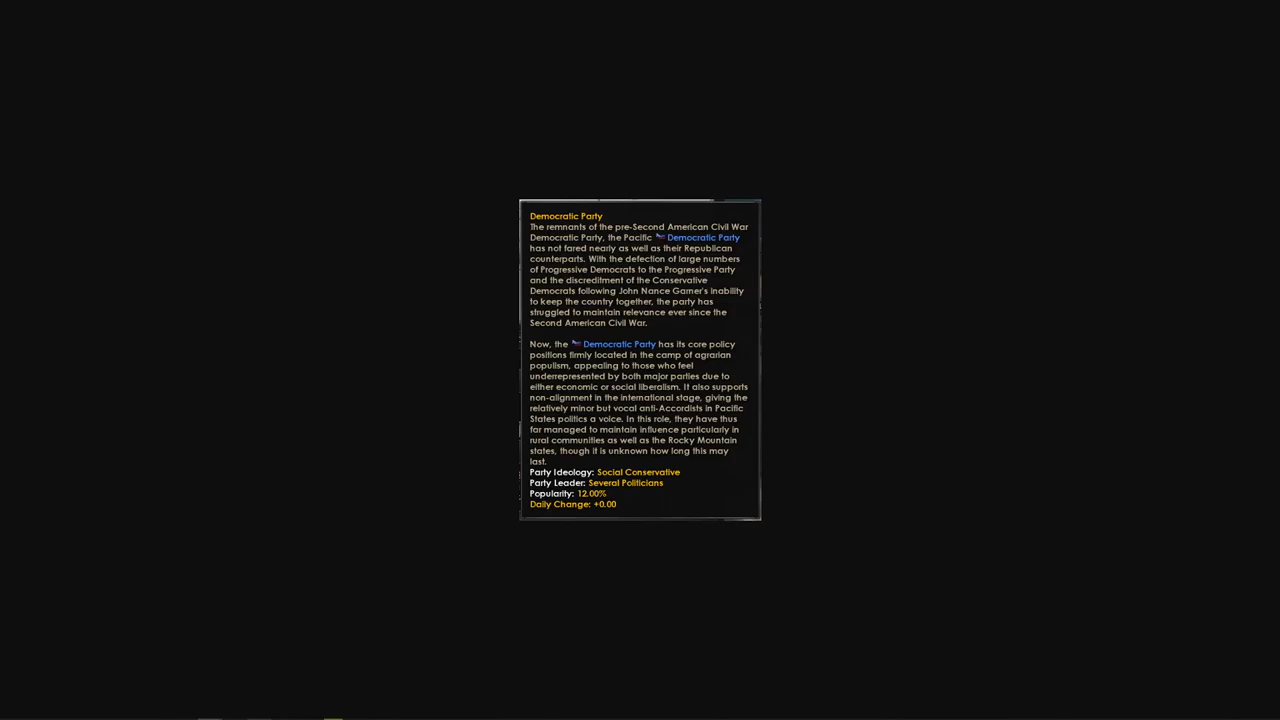 Democratic Party
The remnants of the pre-Second American Civil War
Democratic Party, the Pacific Democratic Party
has not fared nearly as well as their Republican
counterparts. With the defection of large numbers
of Progressive Democrats to the Progressive Party
and the discreditment of the Conservative
Democrats following John Nance Garner's inability
to keep the country together, the party has
struggled to maintain relevance ever since the
Second American Civil War.
Now, the Democratic Party has its core policy
positions firmly located in the camp of agrarian
populism, appealing to those who feel
underrepresented by both major parties due to
either economic or social liberalism. It also supports
non-alignment in the international stage, giving the
relatively minor but vocal anti-Accordists in Pacific
States politics a voice. In this role, they have thus
far managed to maintain influence particularly in
rural communities as well as the Rocky Mountain
states, though it is unknown how long this may
last.
Party Ideology: Social Conservative
Party Leader: Several Politicians
Popularity: 12.00%
Daily Change: +0.00